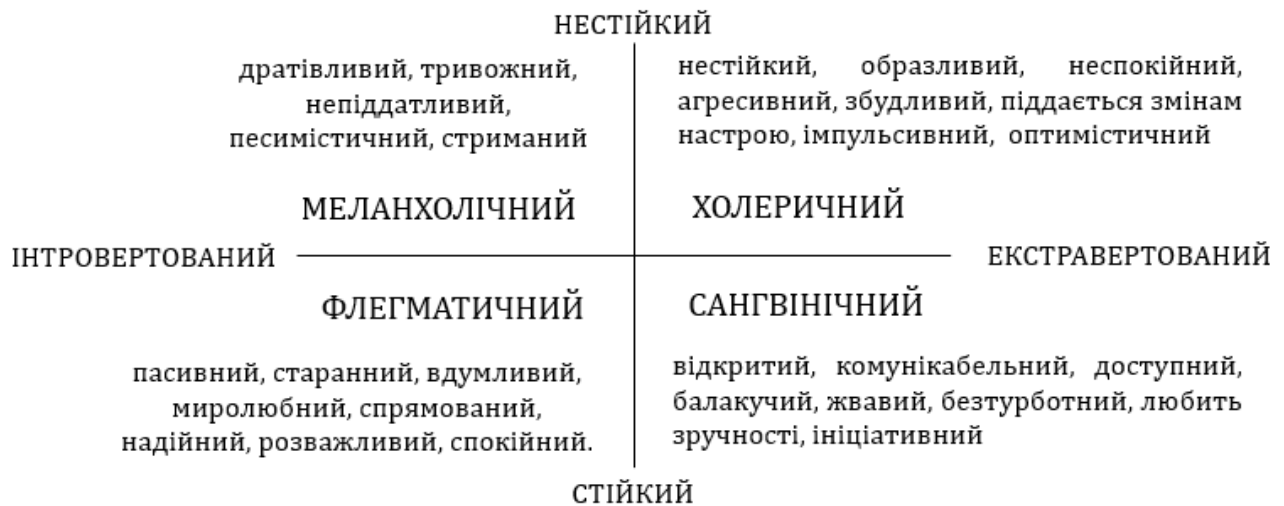 НЕСТІЙКИЙ
дратівливий, тривожний,
непіддатливий,
песимістичний, стриманий
нестійкий, образливий, неспокійний,
агресивний, збудливий, піддається змінам
настрою, імпульсивний, оптимістичний
МЕЛАНХОЛІЧНИЙ
ХОЛЕРИЧНИЙ
ІНТРОВЕРТОВАНИЙ
ЕКСТРАВЕРТОВАНИЙ
ФЛЕГМАТИЧНИЙ
САНГВІНІЧНИЙ
пасивний, старанний, вдумливий,
миролюбний, спрямований,
надійний, розважливий, спокійний.
відкритий, комунікабельний, доступний,
балакучий, жвавий, безтурботний, любить
зручності, ініціативний
СТІЙКИЙ